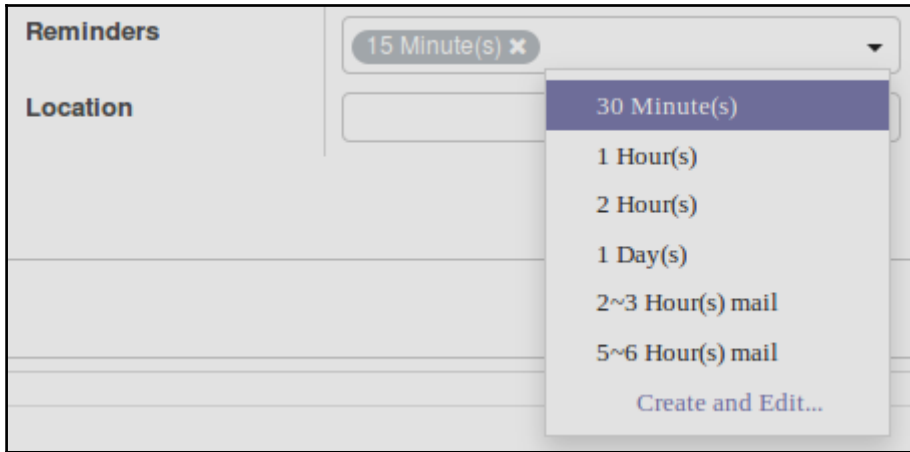 Reminders
15 Minute(s) ×
Location
30 Minute(s)
1 Hour(s)
2 Hour(s)
1 Day(s)
2~3 Hour(s) mail
5~6 Hour(s) mail
Create and Edit...